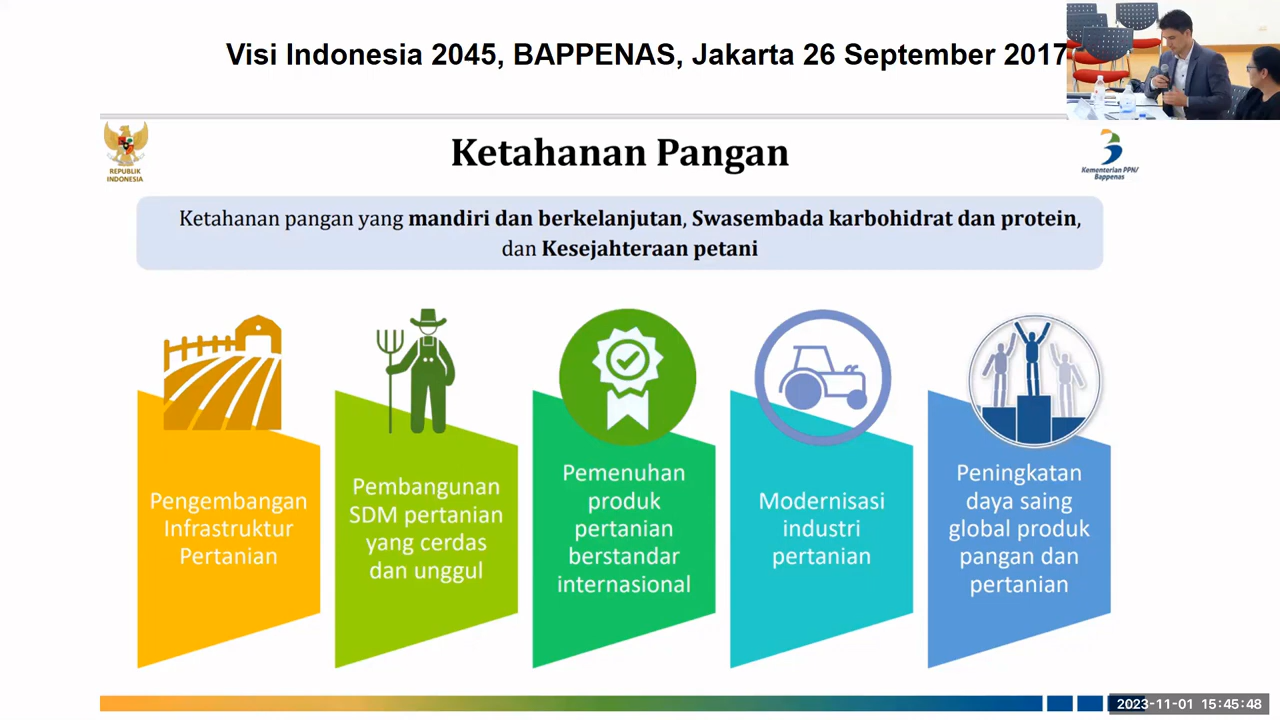 Visi Indonesia 2045, BAPPENAS, Jakarta 26 September 2017
REPUBLIK
INDONESIA
Ketahanan Pangan
Kementerian PPN/
Bappenas
Ketahanan pangan yang mandiri dan berkelanjutan, Swasembada karbohidrat dan protein,
dan Kesejahteraan petani
Pengembangan
Infrastruktur
Pertanian
Pembangunan
SDM pertanian
yang cerdas
dan unggul
Pemenuhan
produk
pertanian
berstandar
internasional
Modernisasi
industri
pertanian
Peningkatan
daya saing
global produk
pangan dan
pertanian
2023-11-01 15:45:48